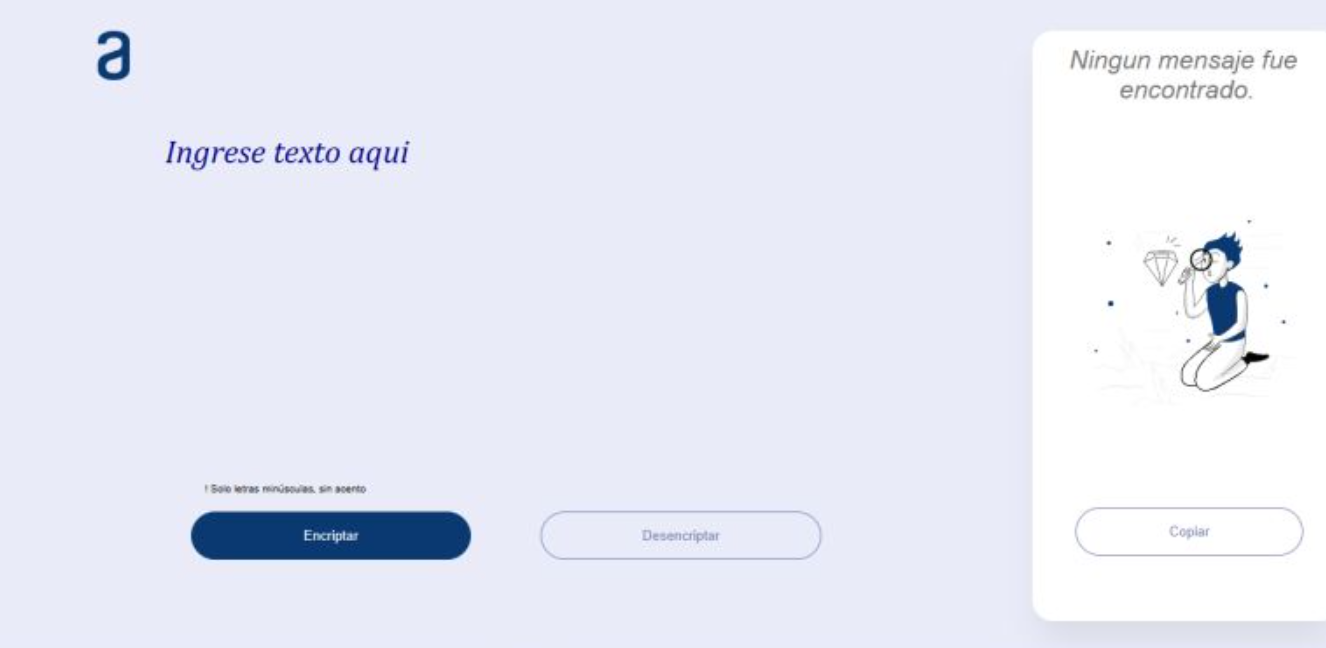 a
Ningun mensaje fue
encontrado.
Ingrese texto aqui
! Solo letras minúsculas, sin acento
Encriptar
Desencriptar
Copiar